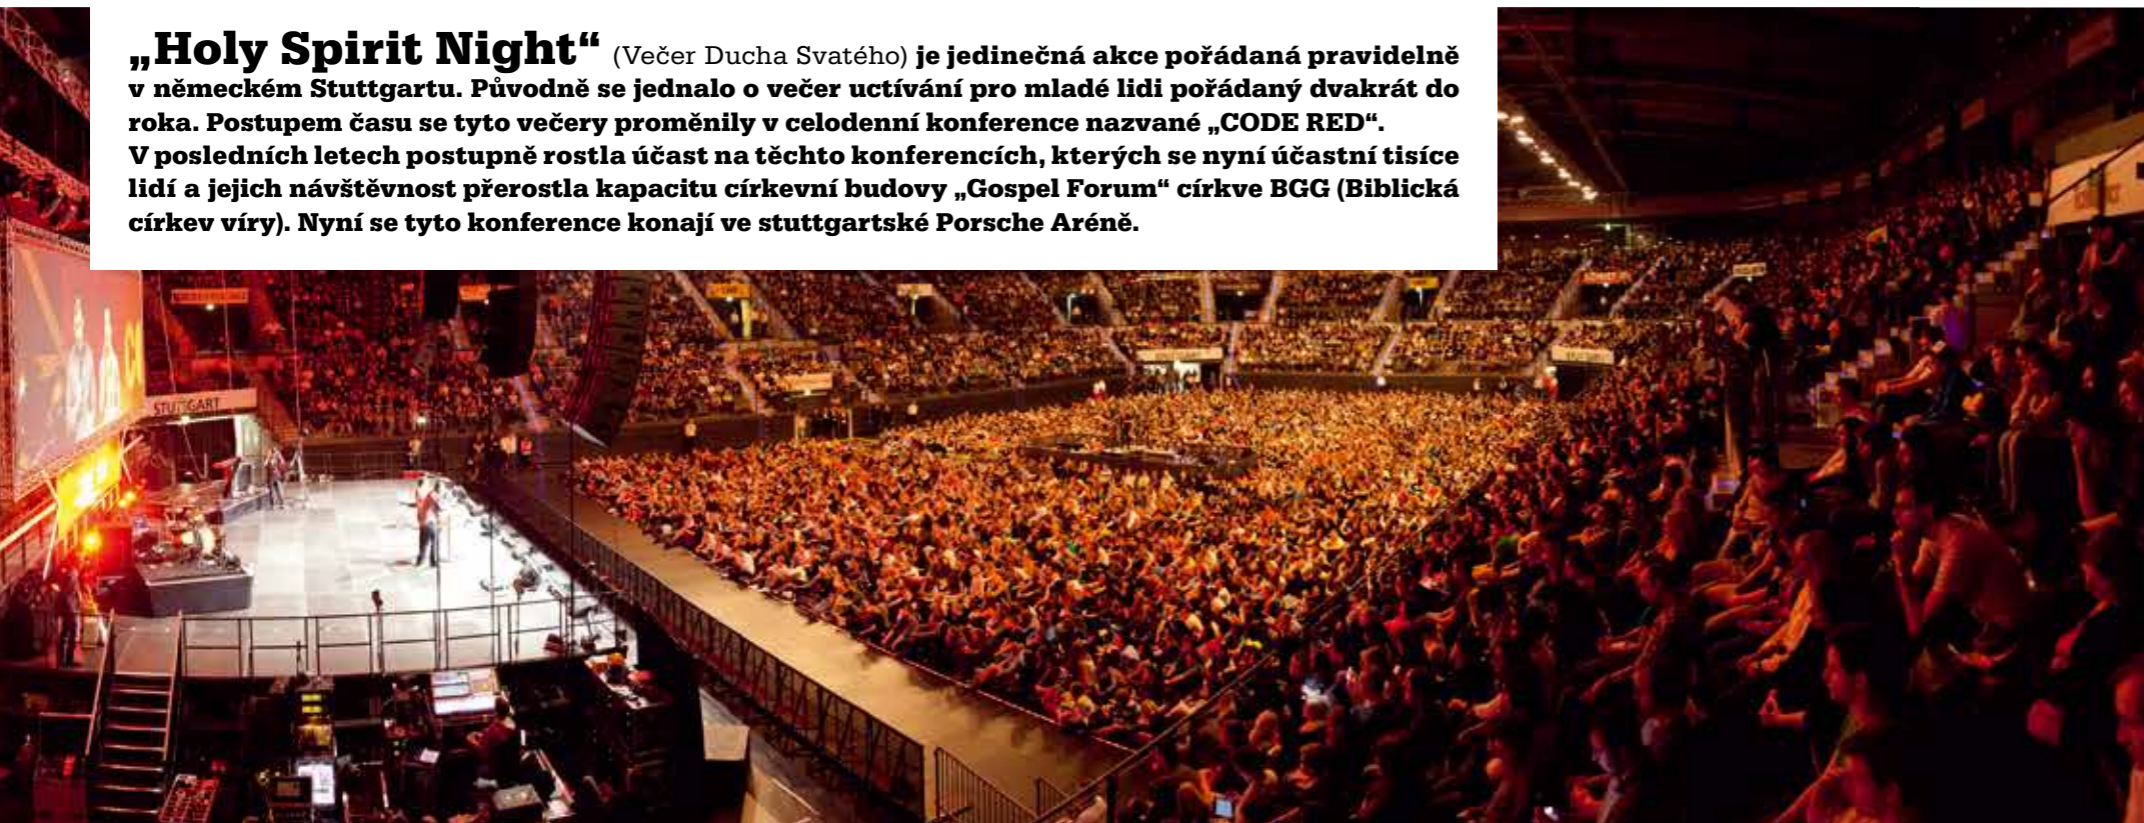 „Holy Spirit Night“ (Večer Ducha Svatého) je jedinečná akce pořádaná pravidelně
v německém Stuttgartu. Původně se jednalo o večer uctívání pro mladé lidi pořádaný dvakrát do
roka. Postupem času se tyto večery proměnily v celodenní konference nazvané „CODE RED“.
V posledních letech postupně rostla účast na těchto konferencích, kterých se nyní účastní tisíce
lidí a jejich návštěvnost přerostla kapacitu církevní budovy „Gospel Forum“ církve BGG (Biblická
církev víry). Nyní se tyto konference konají ve stuttgartské Porsche Aréně.
STUTTGART